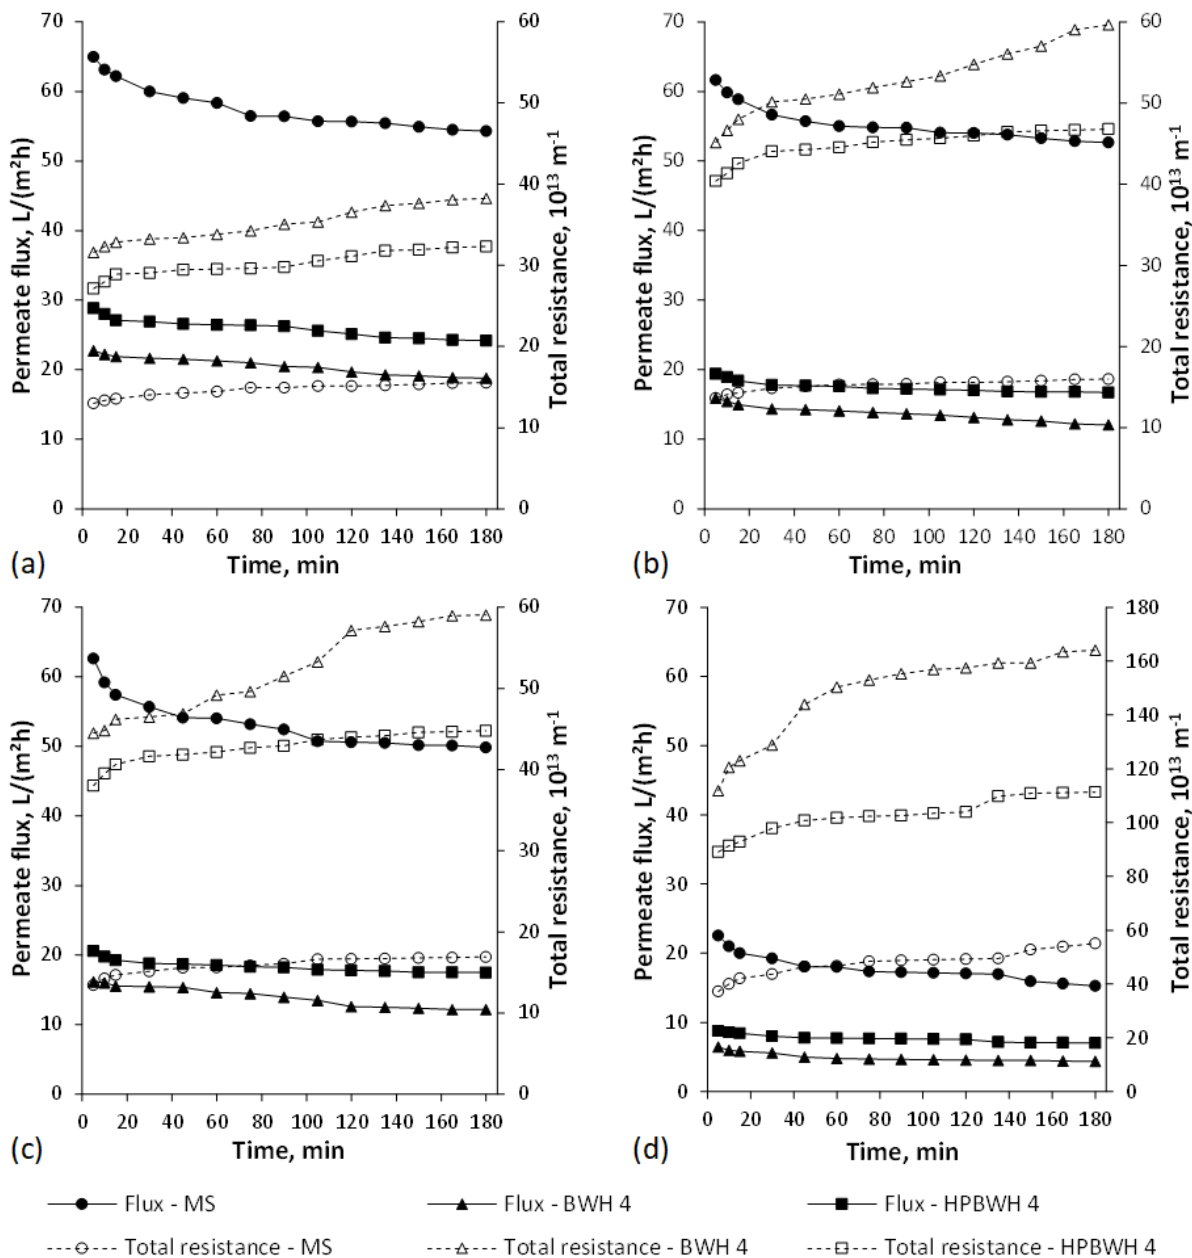 70 60 70 60
60 50 60 50
50 40 50 40
40 30 40 30
30 20 30 20
20 10 20 10
10 0 10 0
0 0
Permeate flux, L/(m²h)
Total resistance, 10¹³ m⁻¹
Permeate flux, L/(m²h)
Total resistance, 10¹³ m⁻¹
0 20 40 60 80 100 120 140 160 180
0 20 40 60 80 100 120 140 160 180
(a) Time, min
(b) Time, min
70 60 70 180
60 50 60 160
50 40 50 140
40 30 40 120
30 20 30 100
20 10 20 80
10 0 10 60
0 0 40
20
0
Permeate flux, L/(m²h)
Total resistance, 10¹³ m⁻¹
Permeate flux, L/(m²h)
Total resistance, 10¹³ m⁻¹
0 20 40 60 80 100 120 140 160 180
0 20 40 60 80 100 120 140 160 180
(c) Time, min
(d) Time, min
Flux - MS Flux - BWH 4 Flux - HPBWH 4
Total resistance - MS Total resistance - BWH 4 Total resistance - HPBWH 4